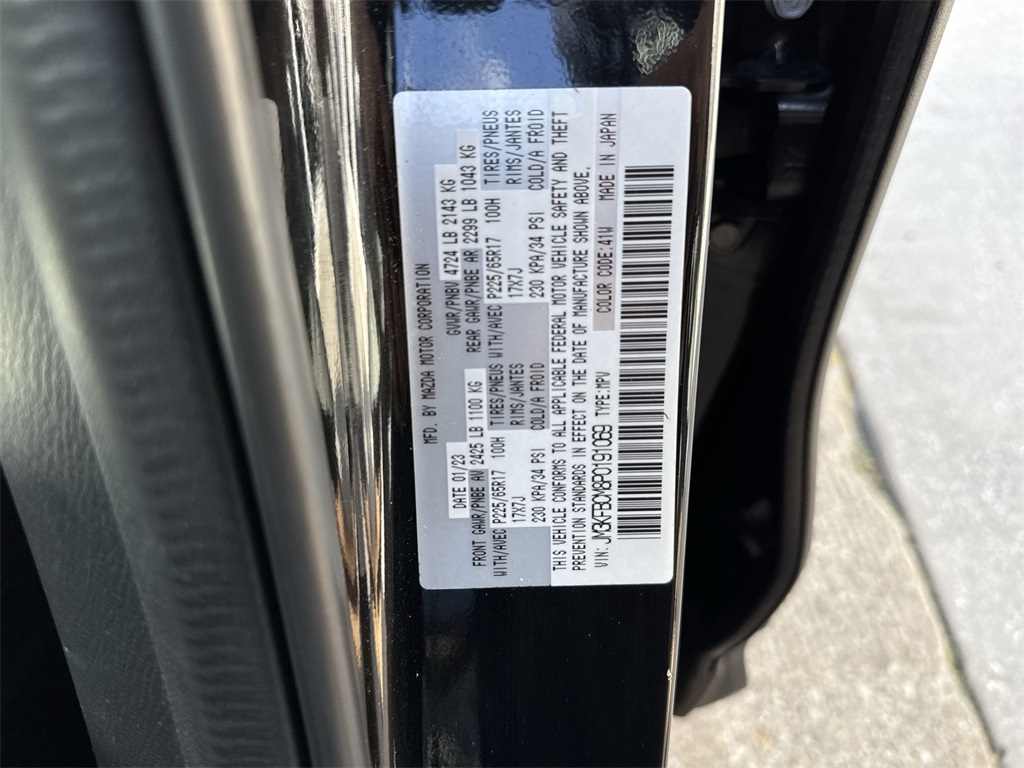 MFD. BY MAZDA MOTOR CORPORATION
DATE 01/23 GVWR/PNBV 4724 LB 2143 KG
FRONT GAWR/PNBE AV 2425 LB 1100 KG REAR GAWR/PNBE AR 2299 LB 1043 KG
WITH/AVEC P225/65R17 100H TIRES/PNEUS WITH/AVEC P225/65R17 100H TIRES/PNEUS
17X7J RIMS/JANTES 17X7J RIMS/JANTES
230 KPA/34 PSI COLD/A FROID 230 KPA/34 PSI COLD/A FROID
THIS VEHICLE CONFORMS TO ALL APPLICABLE FEDERAL MOTOR VEHICLE SAFETY AND THEFT
PREVENTION STANDARDS IN EFFECT ON THE DATE OF MANUFACTURE SHOWN ABOVE.
VIN: JM3KFBCM8P0191069 TYPE:MPV COLOR CODE:41W MADE IN JAPAN